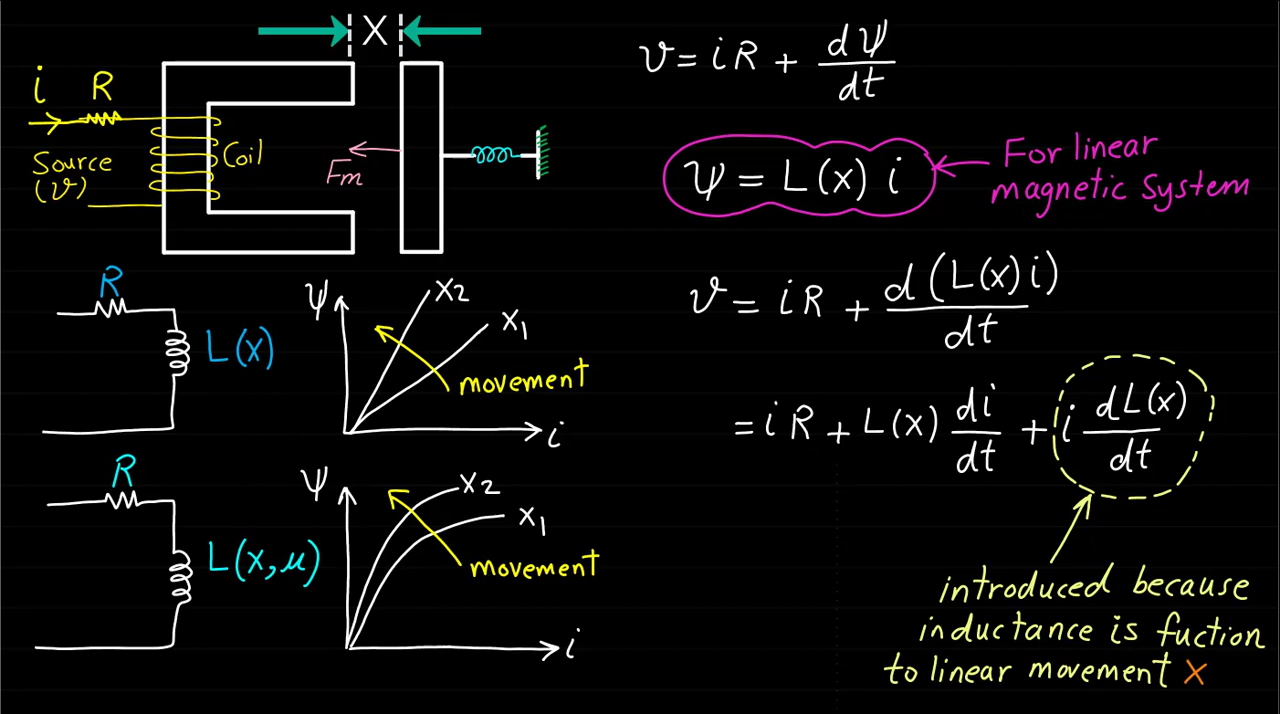 X
i R
Source
(v)
Coil
Fm
v = iR + dψ/dt
ψ = L(x) i
For linear
magnetic System
v = iR + d(L(x)i)/dt
= iR + L(x) di/dt + i dL(x)/dt
introduced because
inductance is fuction
to linear movement x
R
L(x)
ψ
x2
x1
movement
i
R
L(x,μ)
ψ
x2
x1
movement
i